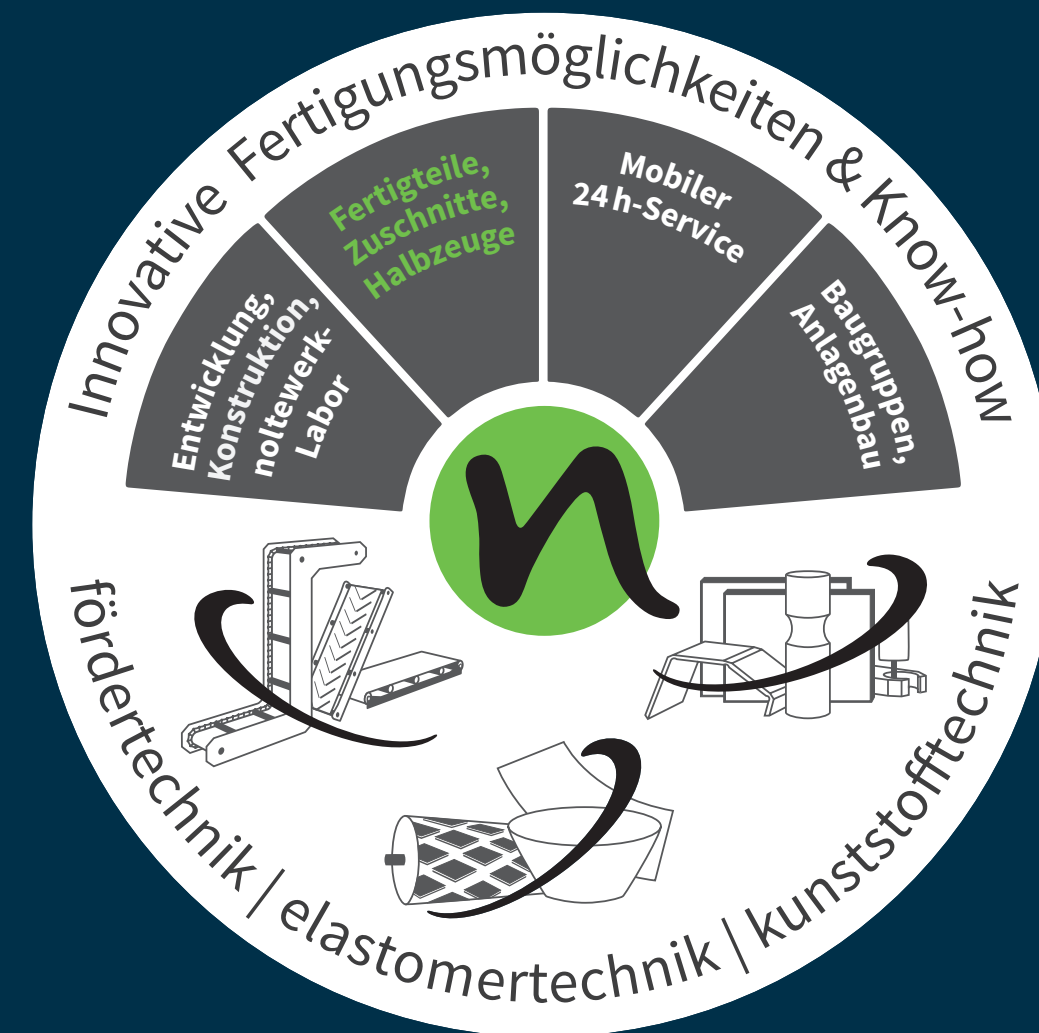 Innovative Fertigungsmöglichkeiten & Know-how
Entwicklung,
Konstruktion,
noltewerk-
Labor
Fertigteile,
Zuschnitte,
Halbzeuge
Mobiler
24 h-Service
Baugruppen,
Anlagenbau
n
fördertechnik | elastomertechnik | kunststofftechnik